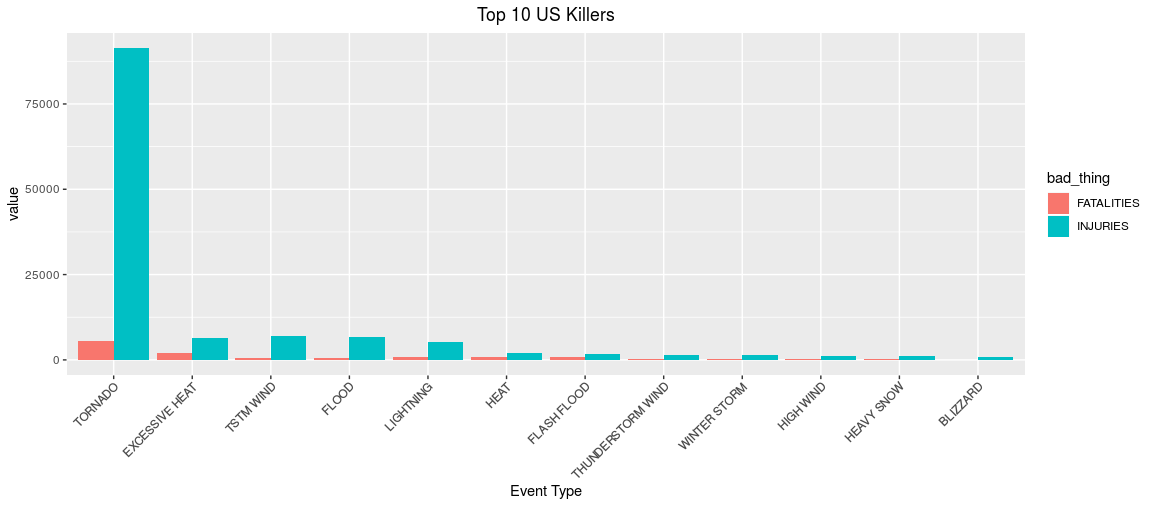 Top 10 US Killers
value
75000
50000
25000
0
TORNADO
EXCESSIVE HEAT
TSTM WIND
FLOOD
LIGHTNING
HEAT
FLASH FLOOD
THUNDERSTORM WIND
WINTER STORM
HIGH WIND
HEAVY SNOW
BLIZZARD
Event Type
bad_thing
FATALITIES
INJURIES